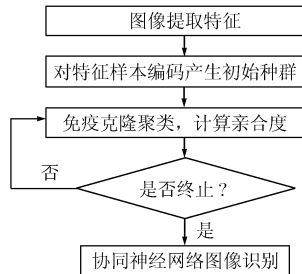 图像提取特征
对特征样本编码产生初始种群
免疫克隆聚类，计算亲合度
否
是否终止？
是
协同神经网络图像识别